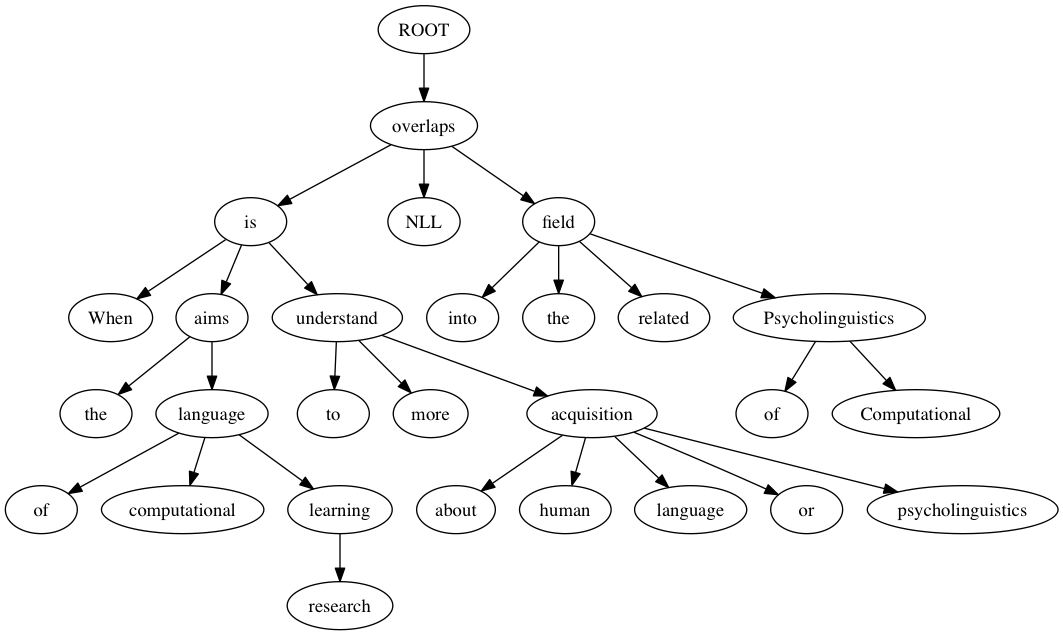 ROOT
overlaps
is NLL field
When aims understand into the related Psycholinguistics
the language to more acquisition of Computational
of computational learning about human language or psycholinguistics
research